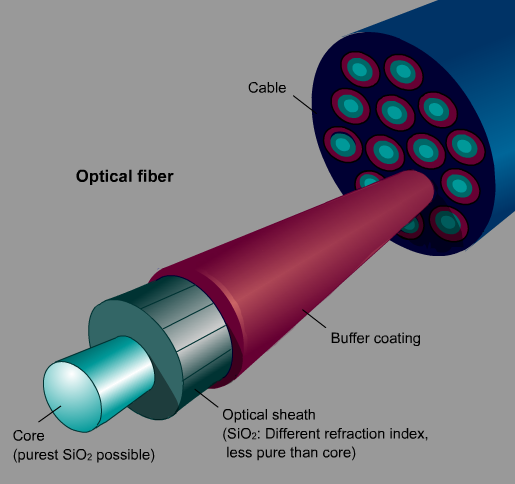 Cable
Optical fiber
Buffer coating
Optical sheath
(SiO₂: Different refraction index,
less pure than core)
Core
(purest SiO₂ possible)